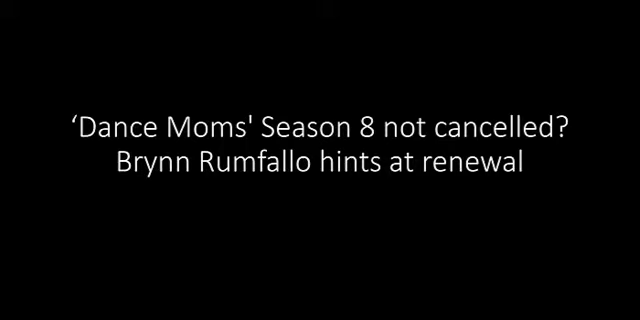 ‘Dance Moms' Season 8 not cancelled?
Brynn Rumfallo hints at renewal